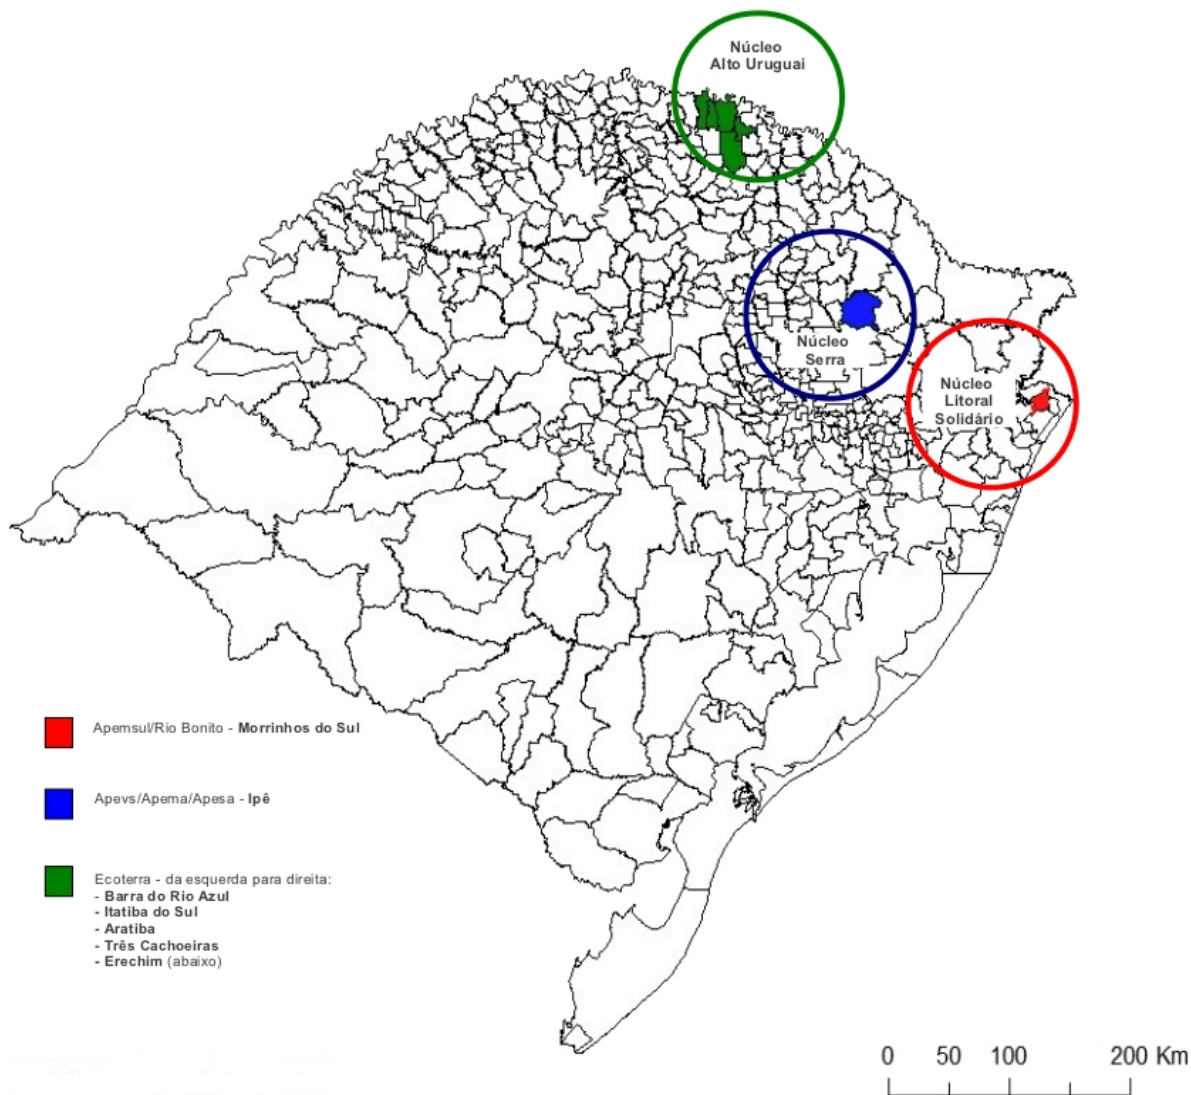 Núcleo
Alto Uruguai
Núcleo
Serra
Núcleo
Litoral
Solidário
Apemsul/Rio Bonito - Morrinhos do Sul
Apevs/Apema/Apesa - Ipê
Ecoterra - da esquerda para direita:
- Barra do Rio Azul
- Itatiba do Sul
- Aratiba
- Três Cachoeiras
- Erechim (abaixo)
0 50 100 200 Km